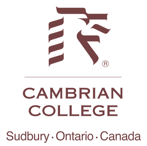 ®
CAMBRIAN
COLLEGE
Sudbury · Ontario · Canada